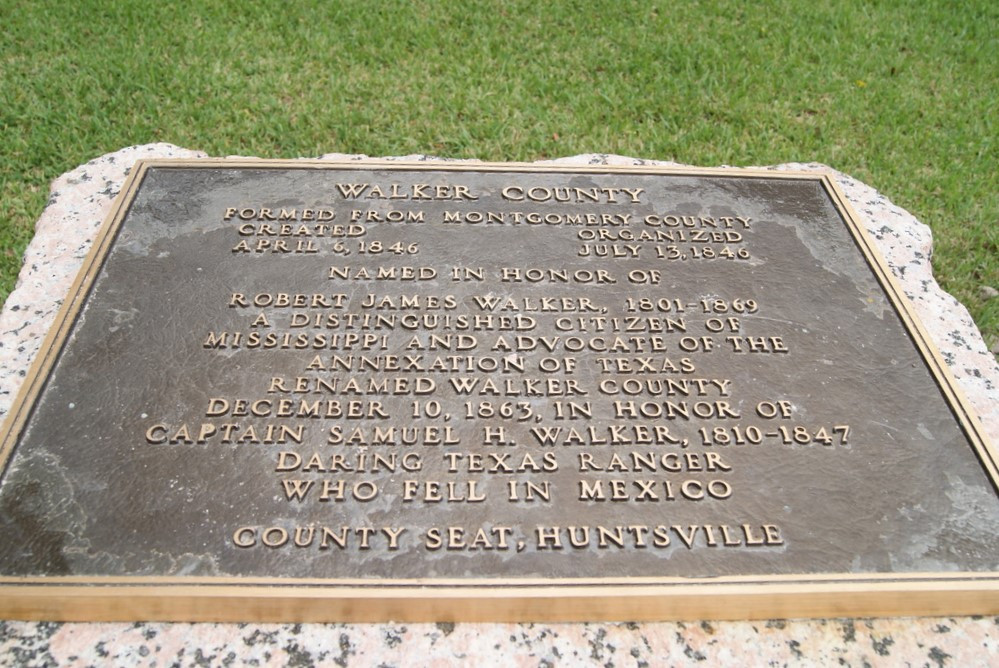 WALKER COUNTY
FORMED FROM MONTGOMERY COUNTY
CREATED ORGANIZED
APRIL 6, 1846 JULY 13, 1846
NAMED IN HONOR OF
ROBERT JAMES WALKER, 1801-1869
A DISTINGUISHED CITIZEN OF
MISSISSIPPI AND ADVOCATE OF THE
ANNEXATION OF TEXAS
RENAMED WALKER COUNTY
DECEMBER 10, 1863, IN HONOR OF
CAPTAIN SAMUEL H. WALKER, 1810-1847
DARING TEXAS RANGER
WHO FELL IN MEXICO
COUNTY SEAT, HUNTSVILLE